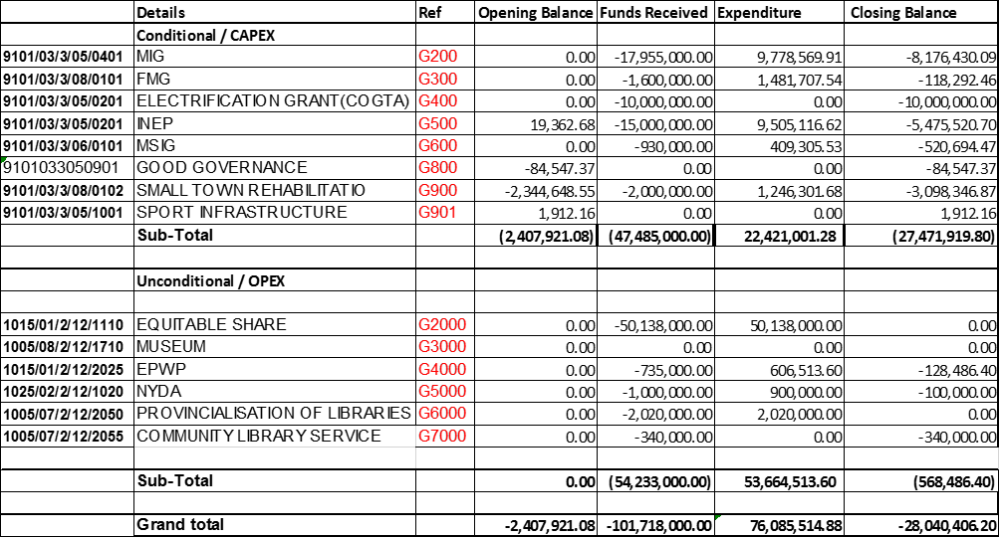 Details Ref Opening Balance Funds Received Expenditure Closing Balance
Conditional / CAPEX
9101/03/3/05/0401 MIG G200 0.00 -17,955,000.00 9,778,569.91 -8,176,430.09
9101/03/3/08/0101 FMG G300 0.00 -1,600,000.00 1,481,707.54 -118,292.46
9101/03/3/05/0201 ELECTRIFICATION GRANT(COGTA) G400 0.00 -10,000,000.00 0.00 -10,000,000.00
9101/03/3/05/0201 INEP G500 19,362.68 -15,000,000.00 9,505,116.62 -5,475,520.70
9101/03/3/06/0101 MSIG G600 0.00 -930,000.00 409,305.53 -520,694.47
9101033050901 GOOD GOVERNANCE G800 -84,547.37 0.00 0.00 -84,547.37
9101/03/3/08/0102 SMALL TOWN REHABILITATIO G900 -2,344,648.55 -2,000,000.00 1,246,301.68 -3,098,346.87
9101/03/3/05/1001 SPORT INFRASTRUCTURE G901 1,912.16 0.00 0.00 1,912.16
Sub-Total (2,407,921.08) (47,485,000.00) 22,421,001.28 (27,471,919.80)
Unconditional / OPEX
1015/01/2/12/1110 EQUITABLE SHARE G2000 0.00 -50,138,000.00 50,138,000.00 0.00
1005/08/2/12/1710 MUSEUM G3000 0.00 0.00 0.00 0.00
1015/01/2/12/2025 EPWP G4000 0.00 -735,000.00 606,513.60 -128,486.40
1025/02/2/12/1020 NYDA G5000 0.00 -1,000,000.00 900,000.00 -100,000.00
1005/07/2/12/2050 PROVINCIALISATION OF LIBRARIES G6000 0.00 -2,020,000.00 2,020,000.00 0.00
1005/07/2/12/2055 COMMUNITY LIBRARY SERVICE G7000 0.00 -340,000.00 0.00 -340,000.00
Sub-Total 0.00 (54,233,000.00) 53,664,513.60 (568,486.40)
Grand total -2,407,921.08 -101,718,000.00 76,085,514.88 -28,040,406.20